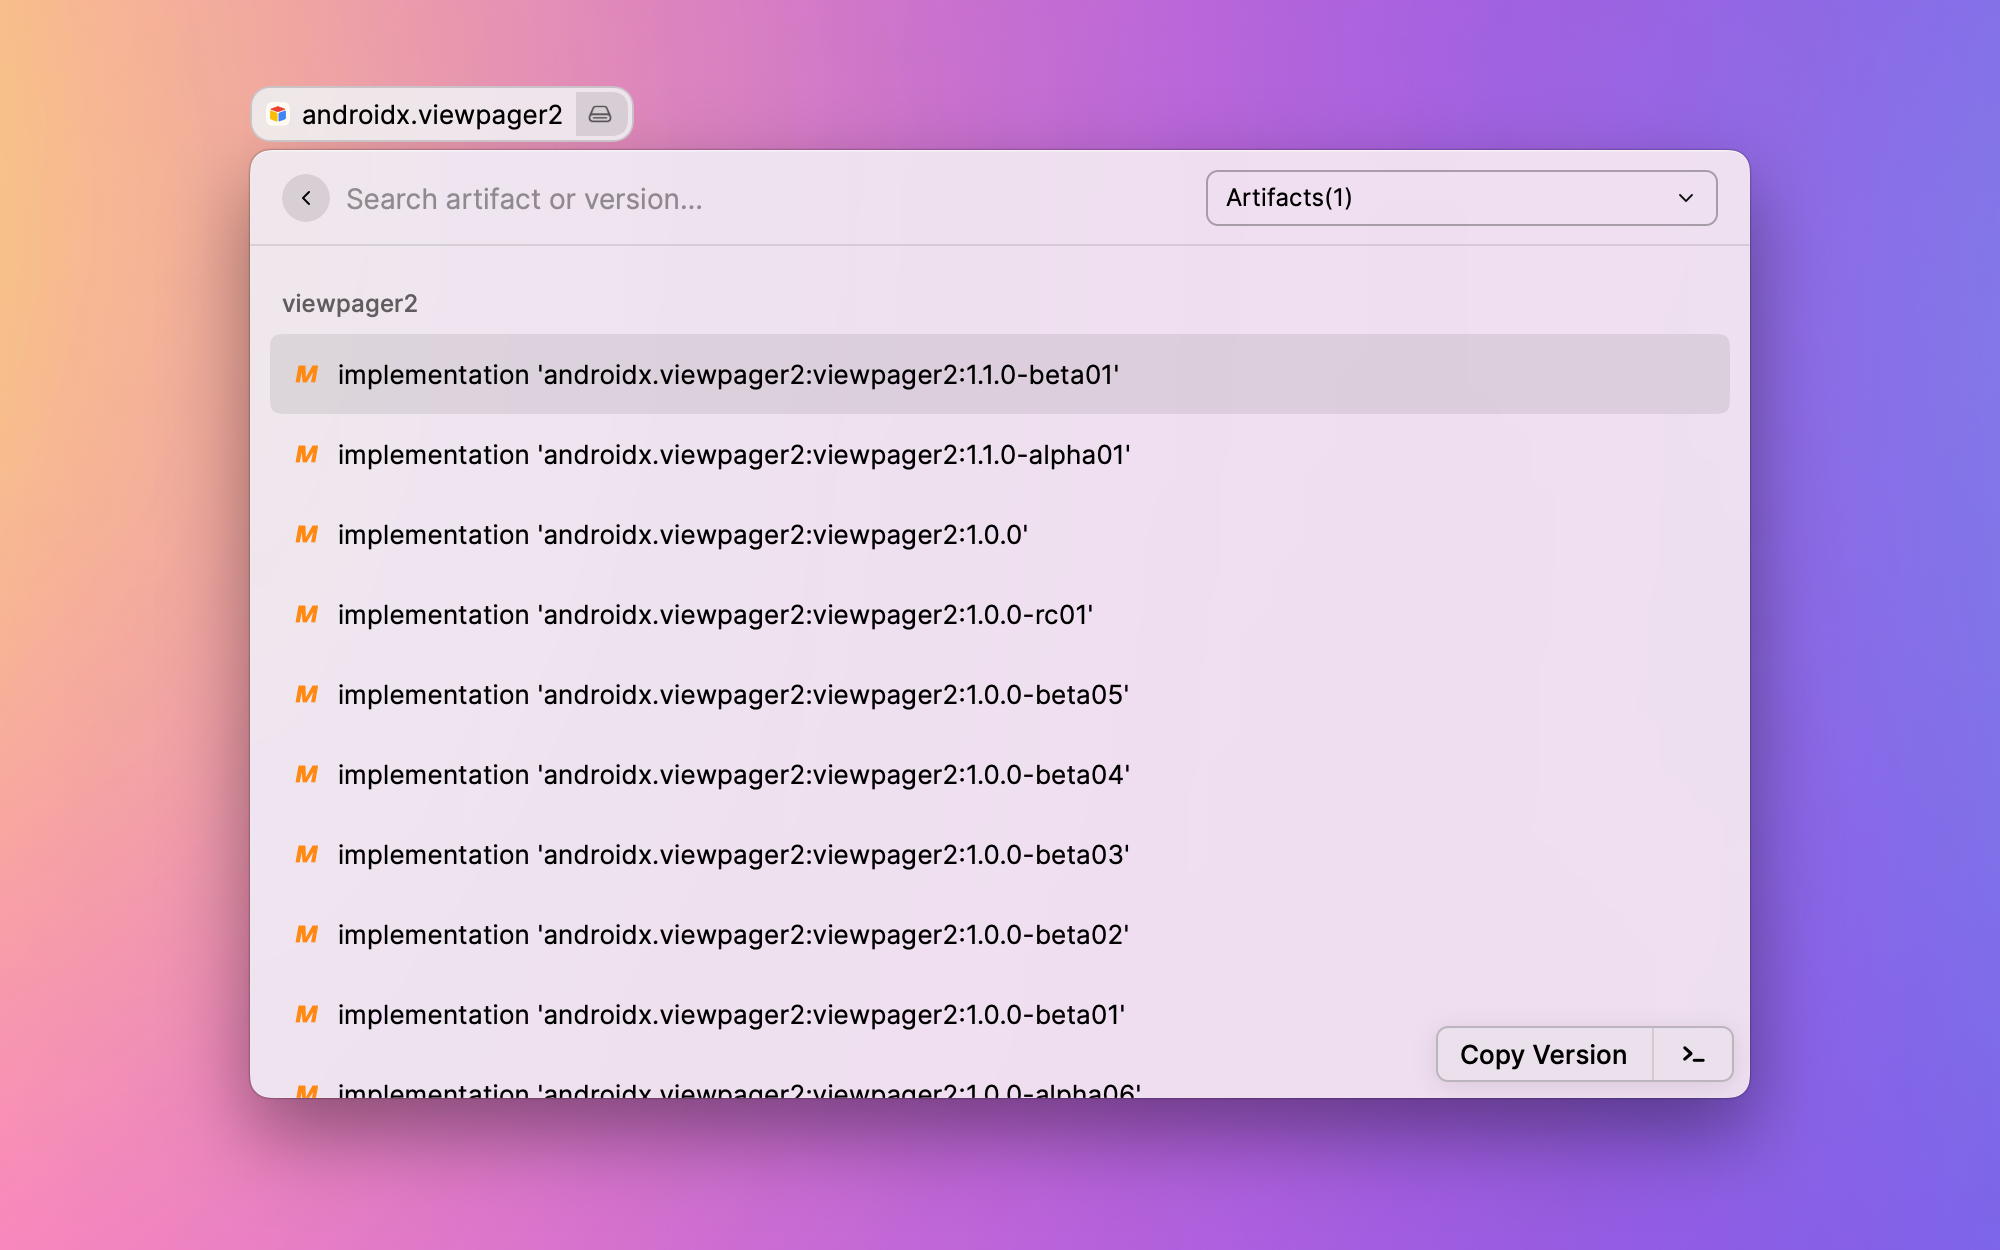 androidx.viewpager2
Search artifact or version...
Artifacts(1)
viewpager2
implementation 'androidx.viewpager2:viewpager2:1.1.0-beta01'
implementation 'androidx.viewpager2:viewpager2:1.1.0-alpha01'
implementation 'androidx.viewpager2:viewpager2:1.0.0'
implementation 'androidx.viewpager2:viewpager2:1.0.0-rc01'
implementation 'androidx.viewpager2:viewpager2:1.0.0-beta05'
implementation 'androidx.viewpager2:viewpager2:1.0.0-beta04'
implementation 'androidx.viewpager2:viewpager2:1.0.0-beta03'
implementation 'androidx.viewpager2:viewpager2:1.0.0-beta02'
implementation 'androidx.viewpager2:viewpager2:1.0.0-beta01'
implementation 'androidx.viewpager2:viewpager2:1.0.0-alpha06'
Copy Version